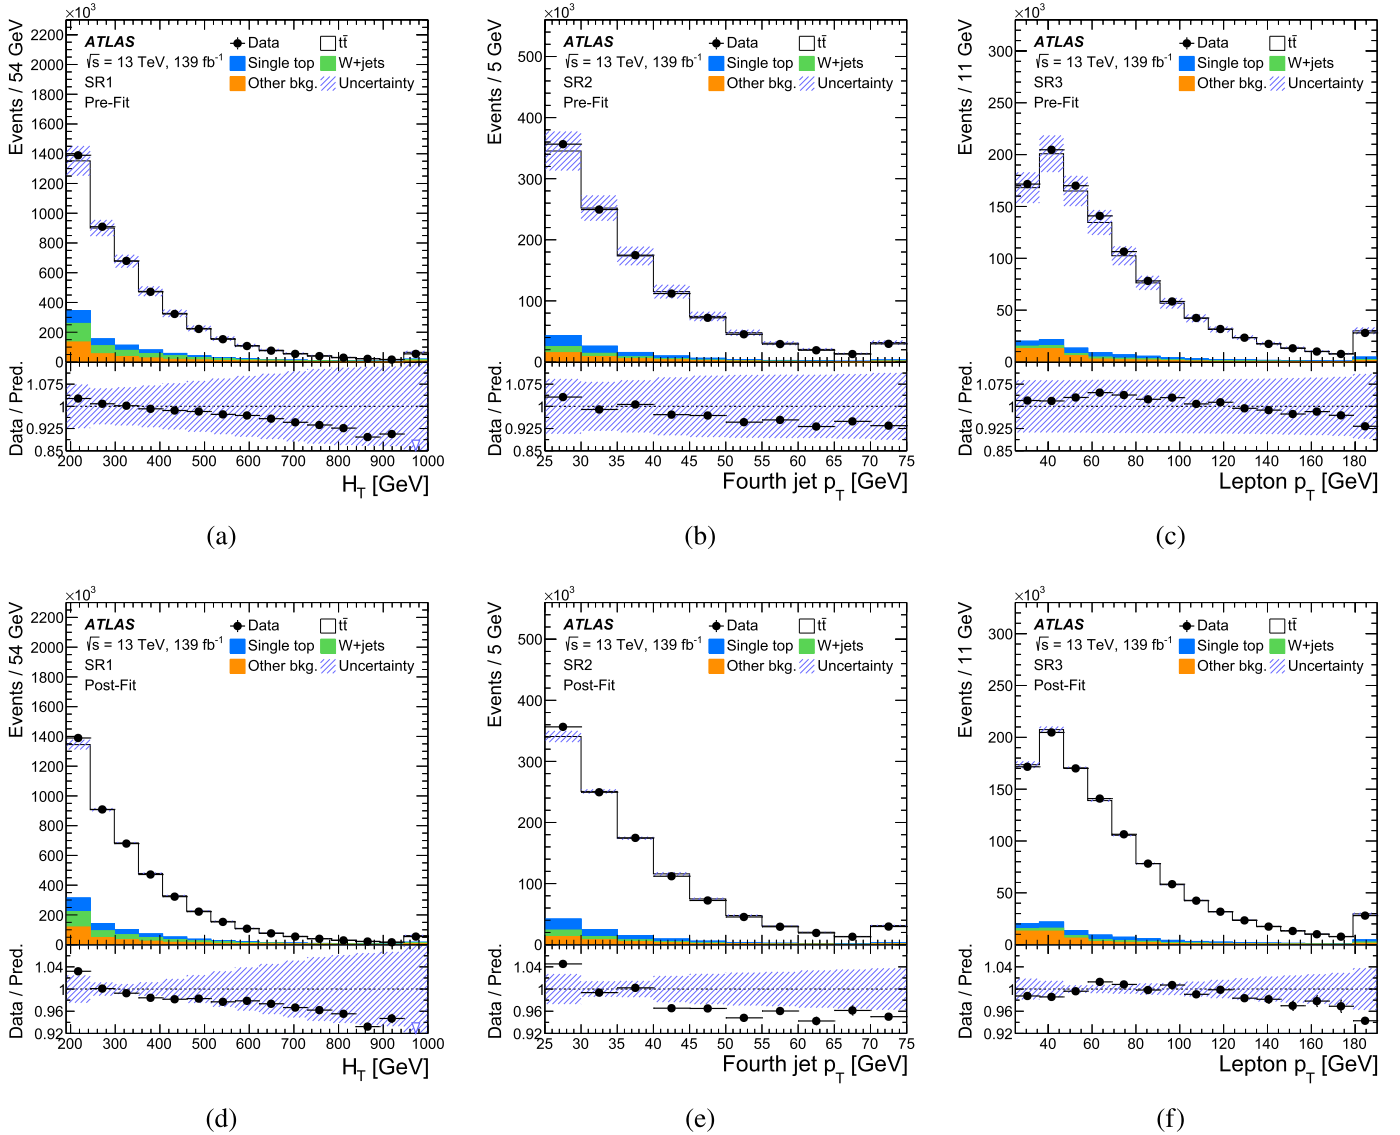 ×10³
Events / 54 GeV
2200
2000
1800
1600
1400
1200
1000
800
600
400
200
0
ATLAS
√s = 13 TeV, 139 fb⁻¹
SR1
Pre-Fit
Data
tt̄
Single top
W+jets
Other bkg.
Uncertainty
Data / Pred.
1.075
1
0.925
0.85
200 300 400 500 600 700 800 900 1000
H_T [GeV]
(a)
×10³
Events / 5 GeV
500
400
300
200
100
0
ATLAS
√s = 13 TeV, 139 fb⁻¹
SR2
Pre-Fit
Data
tt̄
Single top
W+jets
Other bkg.
Uncertainty
Data / Pred.
1.075
1
0.925
0.85
25 30 35 40 45 50 55 60 65 70 75
Fourth jet p_T [GeV]
(b)
×10³
Events / 11 GeV
300
250
200
150
100
50
0
ATLAS
√s = 13 TeV, 139 fb⁻¹
SR3
Pre-Fit
Data
tt̄
Single top
W+jets
Other bkg.
Uncertainty
Data / Pred.
1.075
1
0.925
0.85
40 60 80 100 120 140 160 180
Lepton p_T [GeV]
(c)
×10³
Events / 54 GeV
2200
2000
1800
1600
1400
1200
1000
800
600
400
200
0
ATLAS
√s = 13 TeV, 139 fb⁻¹
SR1
Post-Fit
Data
tt̄
Single top
W+jets
Other bkg.
Uncertainty
Data / Pred.
1.04
1
0.96
0.92
200 300 400 500 600 700 800 900 1000
H_T [GeV]
(d)
×10³
Events / 5 GeV
500
400
300
200
100
0
ATLAS
√s = 13 TeV, 139 fb⁻¹
SR2
Post-Fit
Data
tt̄
Single top
W+jets
Other bkg.
Uncertainty
Data / Pred.
1.04
1
0.96
0.92
25 30 35 40 45 50 55 60 65 70 75
Fourth jet p_T [GeV]
(e)
×10³
Events / 11 GeV
300
250
200
150
100
50
0
ATLAS
√s = 13 TeV, 139 fb⁻¹
SR3
Post-Fit
Data
tt̄
Single top
W+jets
Other bkg.
Uncertainty
Data / Pred.
1.04
1
0.96
0.92
40 60 80 100 120 140 160 180
Lepton p_T [GeV]
(f)